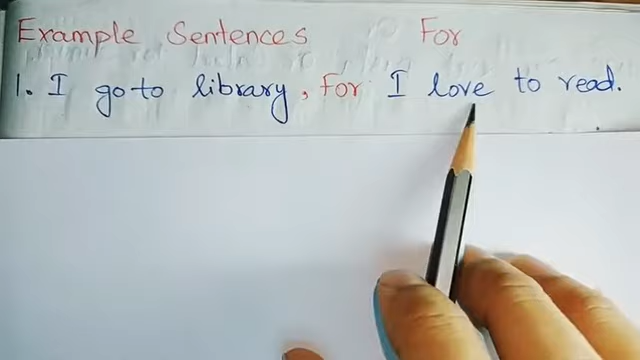 Example Sentences For
1. I go to library, For I love to read.